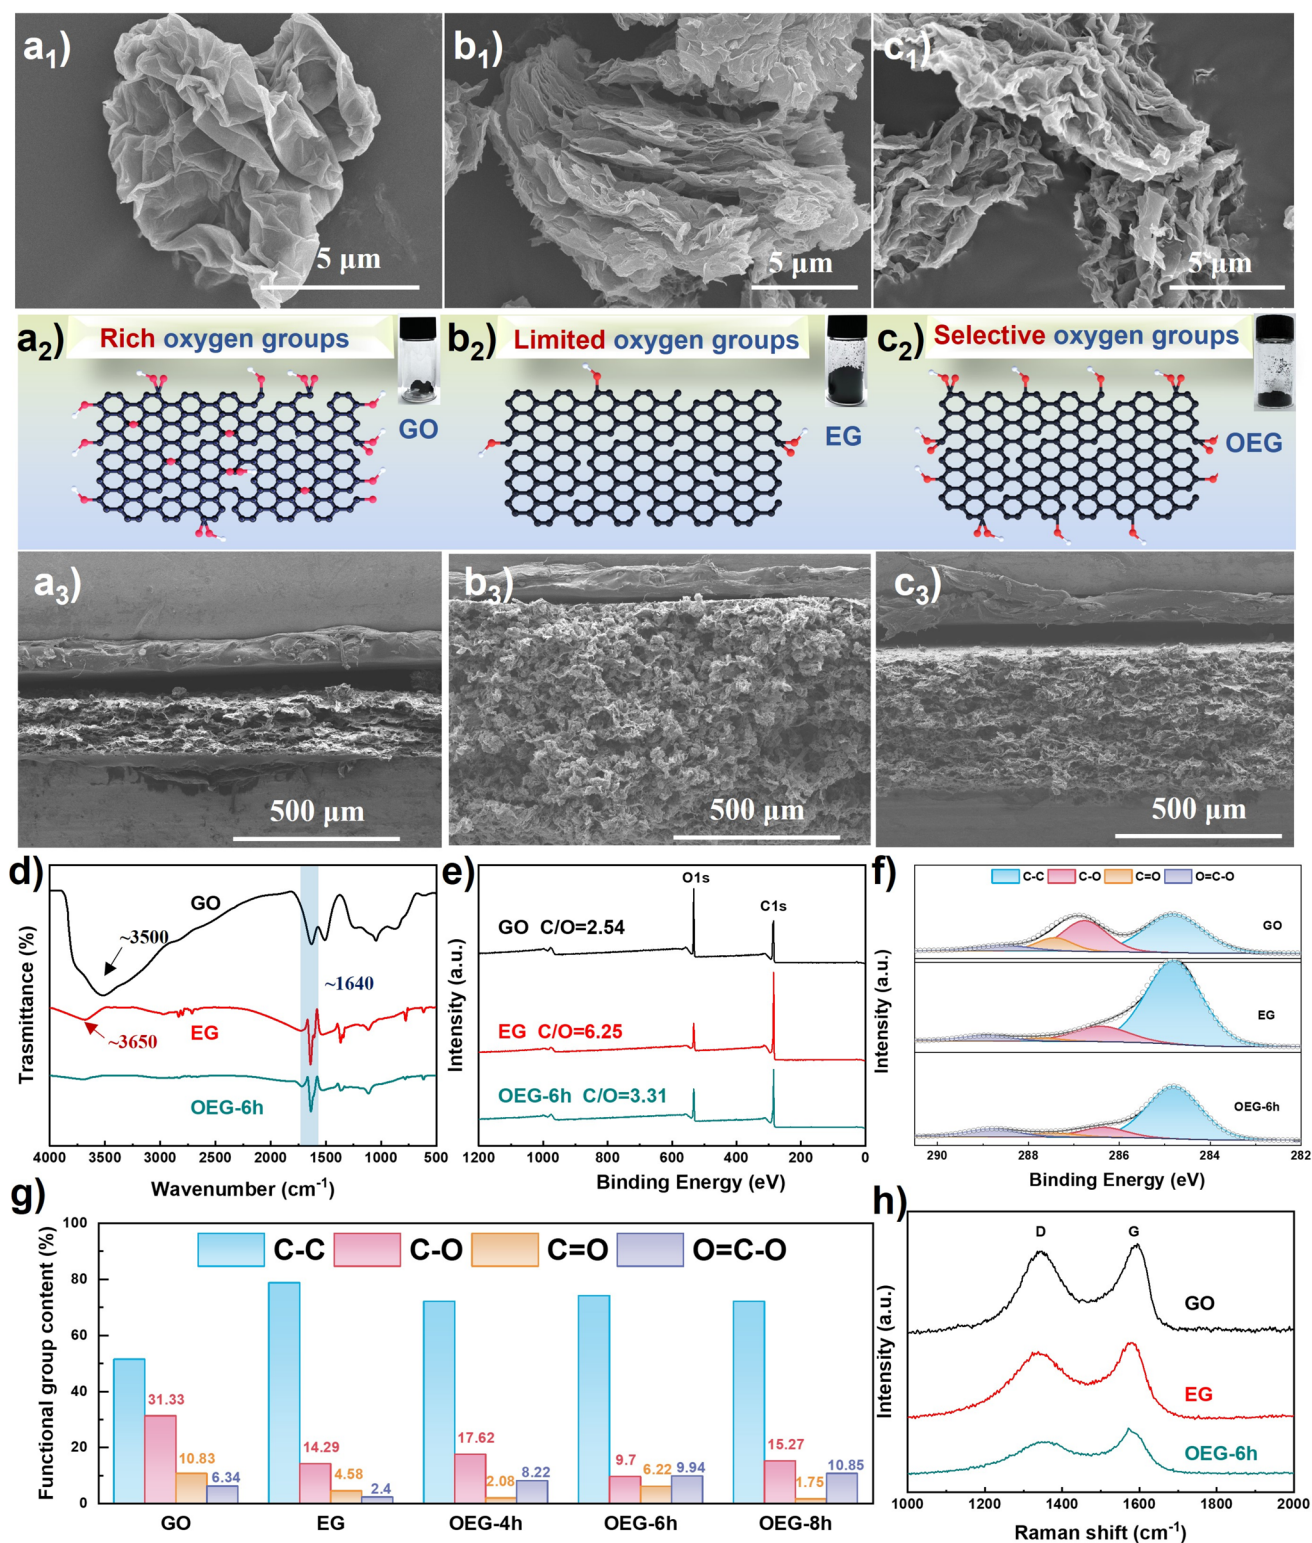 a1)
5 μm
b1)
5 μm
c1)
5 μm
a2)
Rich oxygen groups
GO
b2)
Limited oxygen groups
EG
c2)
Selective oxygen groups
OEG
a3)
500 μm
b3)
500 μm
c3)
500 μm
d)
GO
~3500
~1640
EG
~3650
OEG-6h
Trasmittance (%)
4000 3500 3000 2500 2000 1500 1000 500
Wavenumber (cm-1)
e)
O1s
C1s
GO C/O=2.54
EG C/O=6.25
OEG-6h C/O=3.31
Intensity (a.u.)
1200 1000 800 600 400 200 0
Binding Energy (eV)
f)
C-C C-O C=O O=C-O
GO
EG
OEG-6h
290 288 286 284 282
Binding Energy (eV)
g)
Functional group content (%)
100
80
60
40
20
0
C-C C-O C=O O=C-O
31.33
10.83
6.34
14.29
4.58
2.4
17.62
2.08
8.22
9.7
6.22
9.94
15.27
1.75
10.85
GO EG OEG-4h OEG-6h OEG-8h
h)
D G
GO
EG
OEG-6h
Intensity (a.u.)
1000 1200 1400 1600 1800 2000
Raman shift (cm-1)